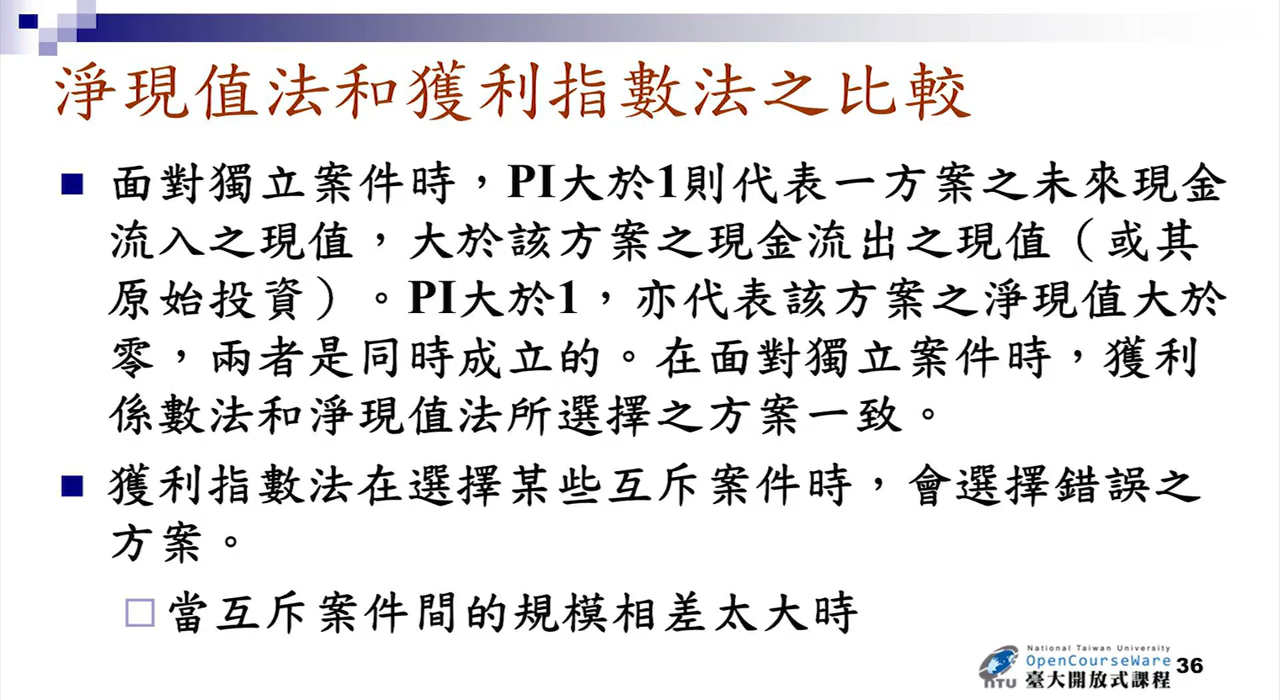 淨現值法和獲利指數法之比較
面對獨立案件時，PI大於1則代表一方案之未來現金
流入之現值，大於該方案之現金流出之現值（或其
原始投資）。PI大於1，亦代表該方案之淨現值大於
零，兩者是同時成立的。在面對獨立案件時，獲利
係數法和淨現值法所選擇之方案一致。
獲利指數法在選擇某些互斥案件時，會選擇錯誤之
方案。
當互斥案件間的規模相差太大時
National Taiwan University
OpenCourseWare
臺大開放式課程
NTU
36